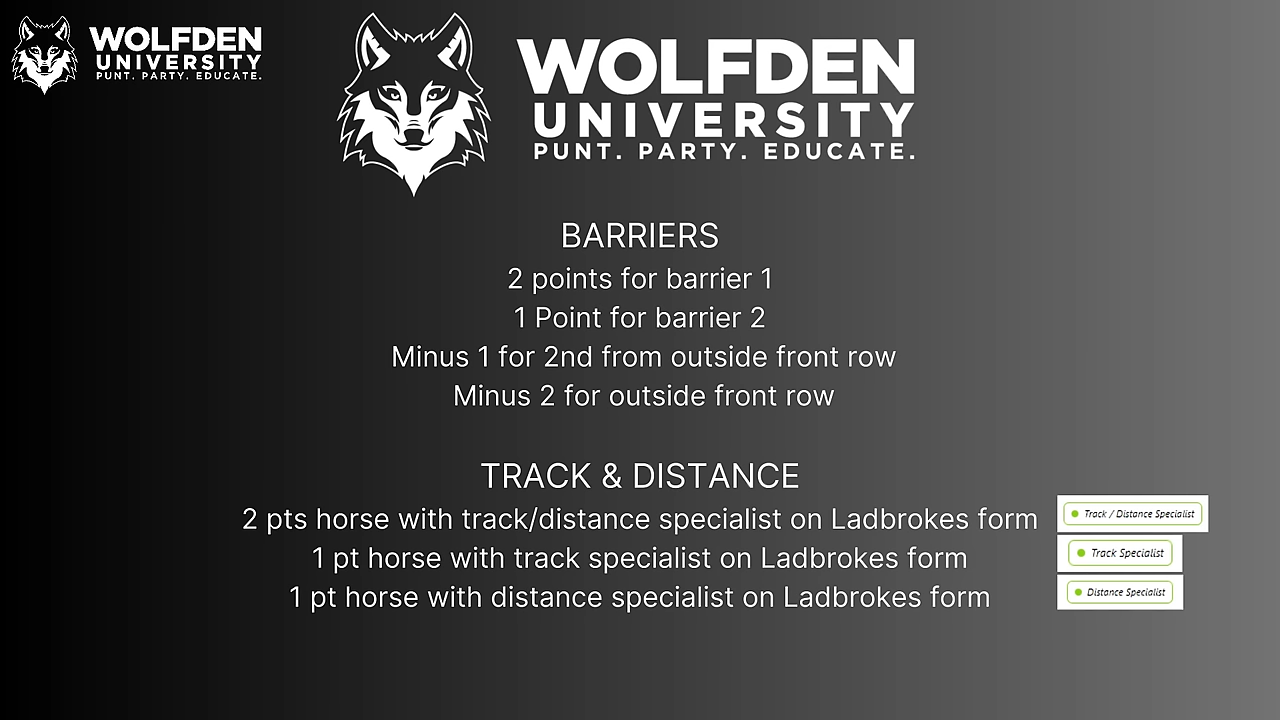 WOLFDEN
UNIVERSITY
PUNT. PARTY. EDUCATE.
WOLFDEN
UNIVERSITY
PUNT. PARTY. EDUCATE.
BARRIERS
2 points for barrier 1
1 Point for barrier 2
Minus 1 for 2nd from outside front row
Minus 2 for outside front row
TRACK & DISTANCE
2 pts horse with track/distance specialist on Ladbrokes form
Track / Distance Specialist
1 pt horse with track specialist on Ladbrokes form
Track Specialist
1 pt horse with distance specialist on Ladbrokes form
Distance Specialist